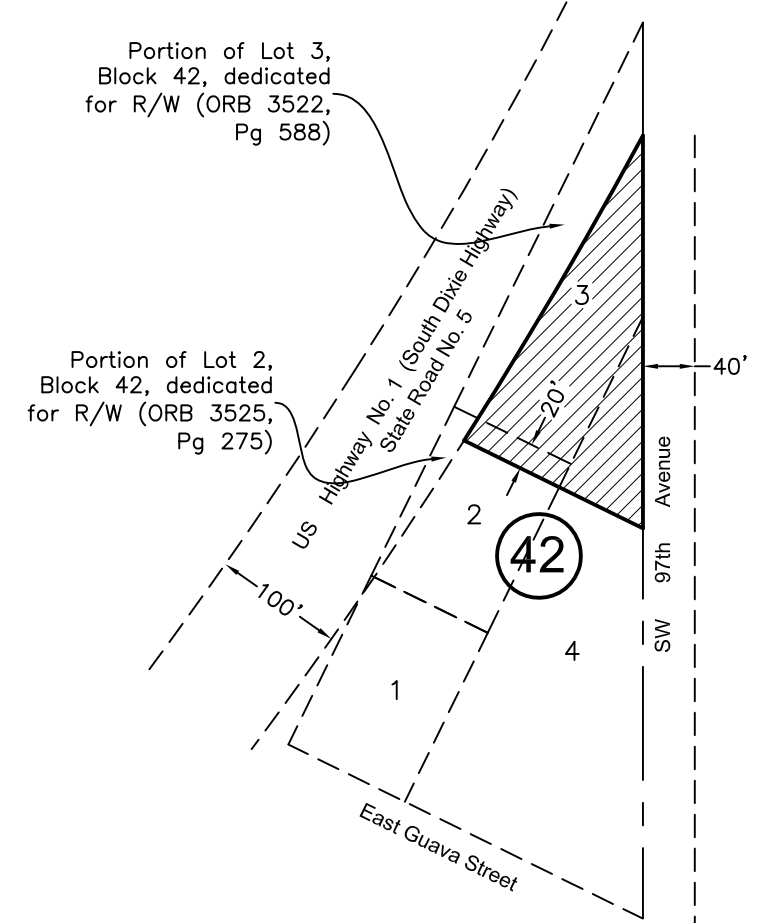 Portion of Lot 3,
Block 42, dedicated
for R/W (ORB 3522,
Pg 588)
US Highway No. 1 (South Dixie Highway)
State Road No. 5
3
40'
Portion of Lot 2,
Block 42, dedicated
for R/W (ORB 3525,
Pg 275)
20'
2
42
SW 97th Avenue
100'
4
1
East Guava Street